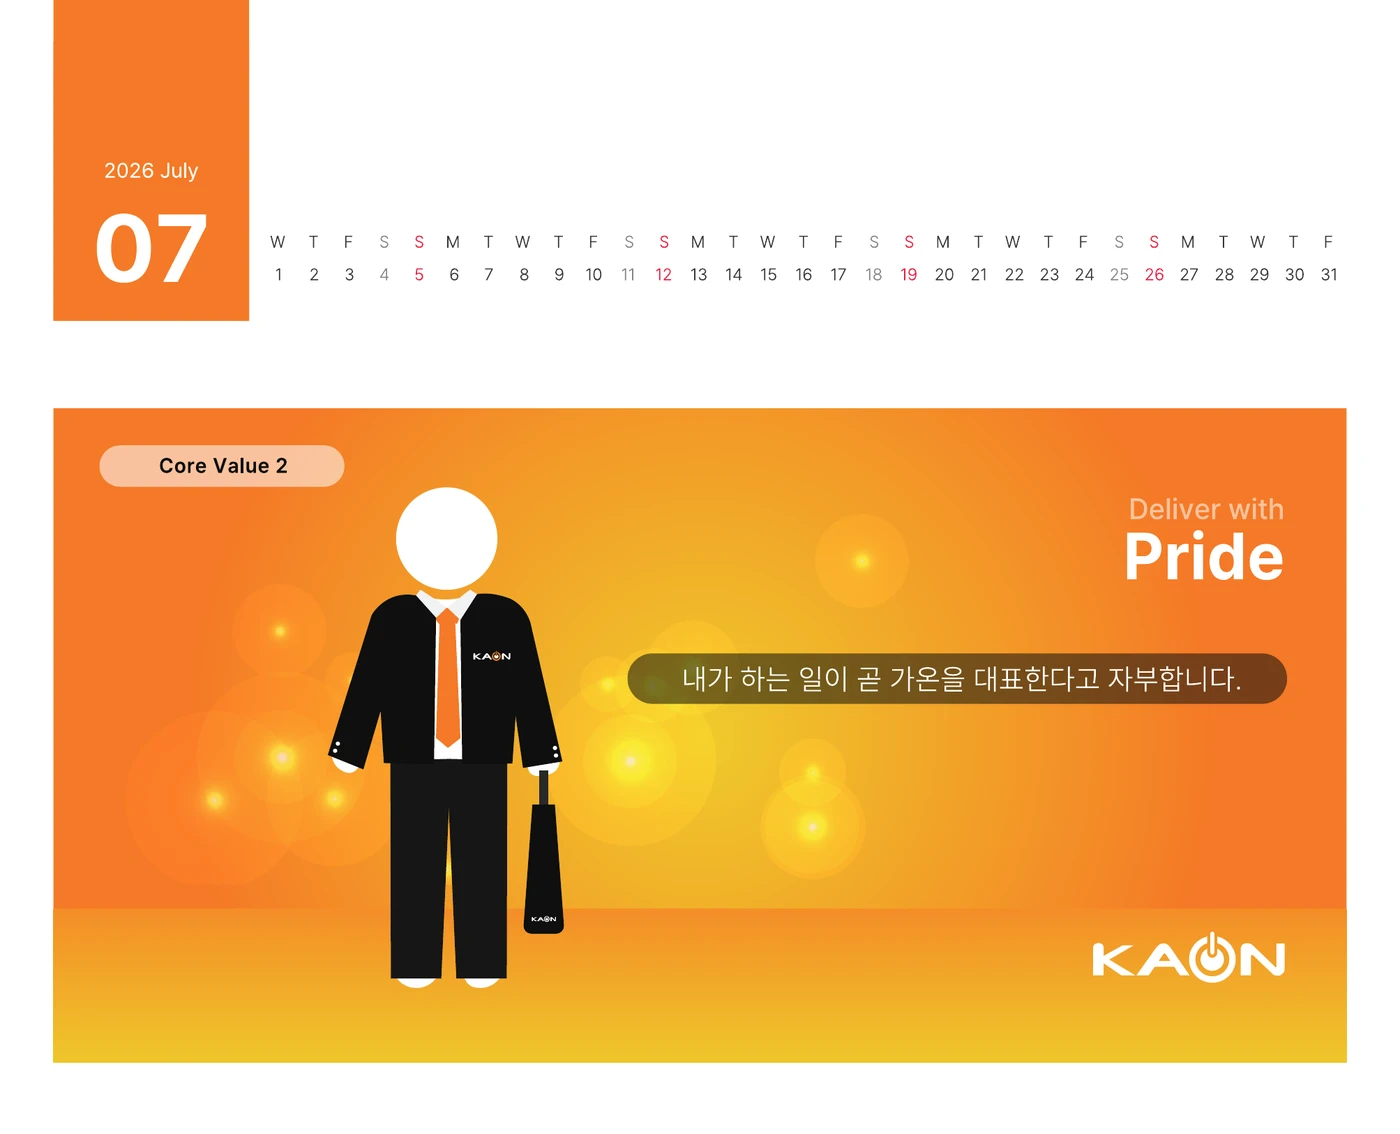 2026 July
07
W T F S S M T W T F S S M T W T F S S M T W T F S S M T W T F
1 2 3 4 5 6 7 8 9 10 11 12 13 14 15 16 17 18 19 20 21 22 23 24 25 26 27 28 29 30 31
Core Value 2
Deliver with
Pride
KAON
내가 하는 일이 곧 가온을 대표한다고 자부합니다.
KAON
KAON